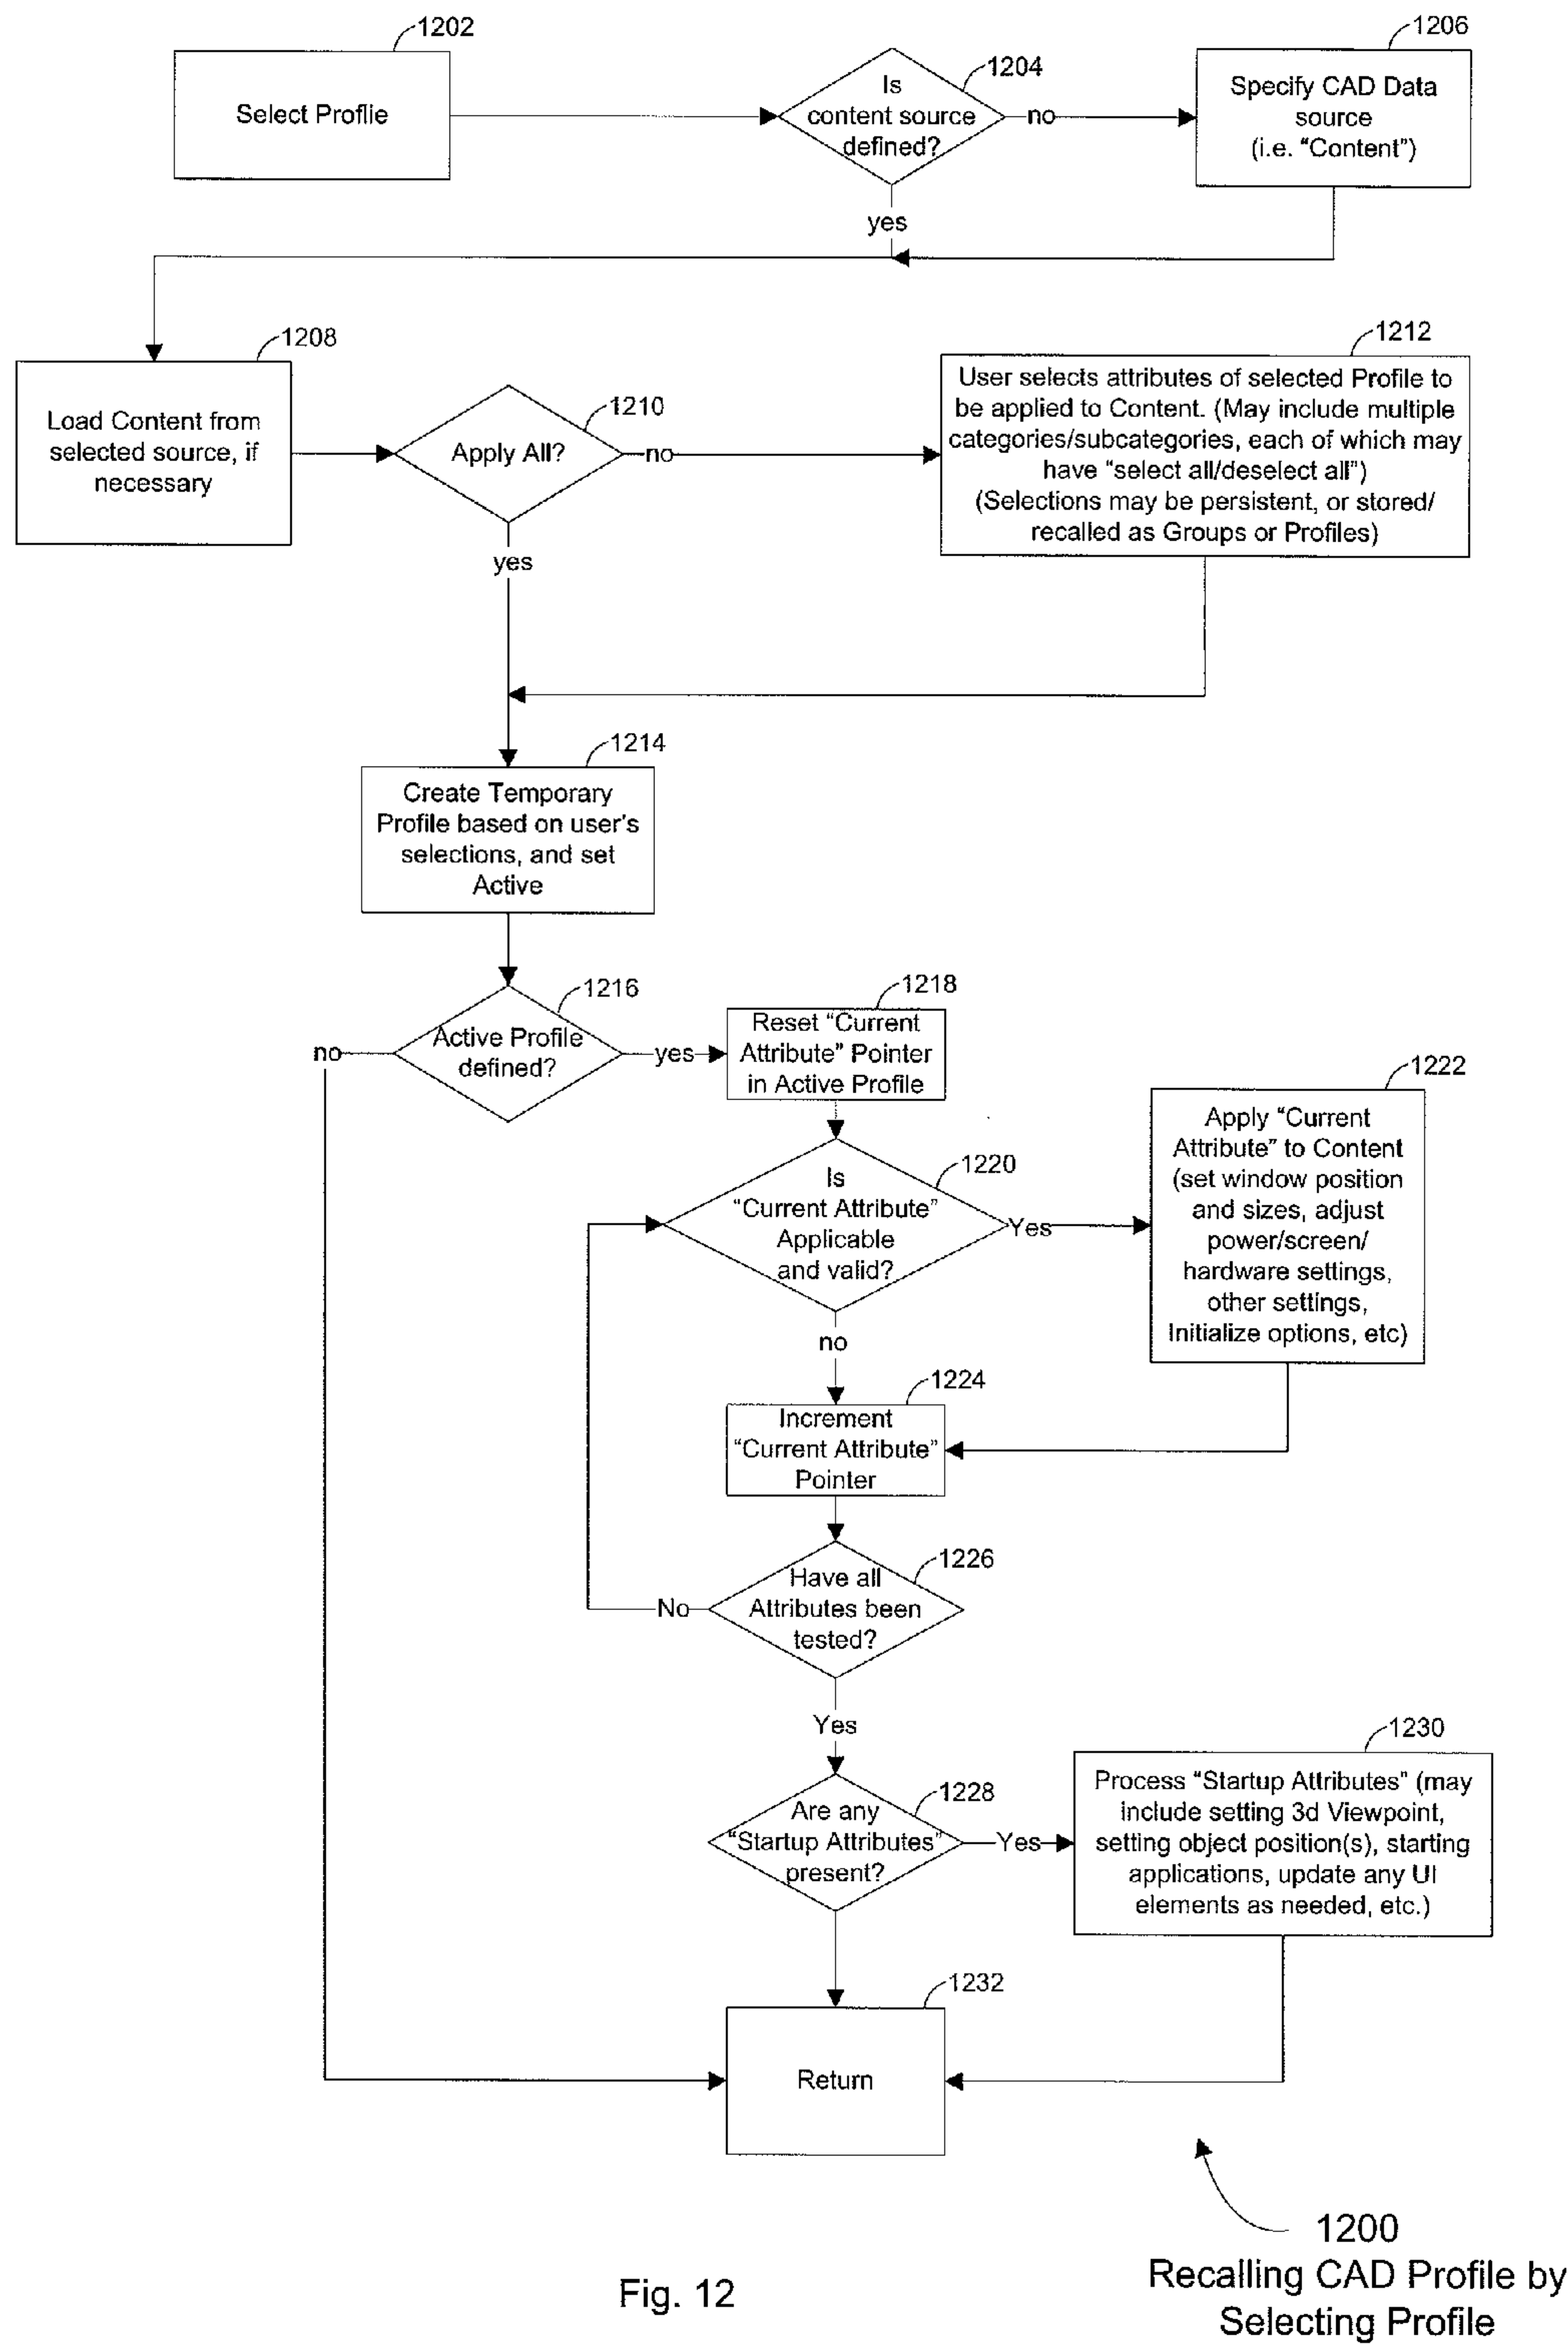 1202
Select Proflie
1204
Is
content source
defined?
no
yes
1206
Specify CAD Data
source
(i.e. “Content”)
1208
Load Content from
selected source, if
necessary
1210
Apply All?
no
yes
1212
User selects attributes of selected Profile to
be applied to Content. (May include multiple
categories/subcategories, each of which may
have “select all/deselect all”)
(Selections may be persistent, or stored/
recalled as Groups or Profiles)
1214
Create Temporary
Profile based on user's
selections, and set
Active
1216
Active Profile
defined?
no
yes
1218
Reset “Current
Attribute” Pointer
in Active Profile
1220
Is
“Current Attribute”
Applicable
and valid?
Yes
no
1222
Apply “Current
Attribute” to Content
(set window position
and sizes, adjust
power/screen/
hardware settings,
other settings,
Initialize options, etc)
1224
Increment
“Current Attribute”
Pointer
1226
Have all
Attributes been
tested?
No
Yes
1228
Are any
“Startup Attributes”
present?
Yes
1230
Process “Startup Attributes” (may
include setting 3d Viewpoint,
setting object position(s), starting
applications, update any UI
elements as needed, etc.)
1232
Return
1200
Recalling CAD Profile by
Selecting Profile
Fig. 12